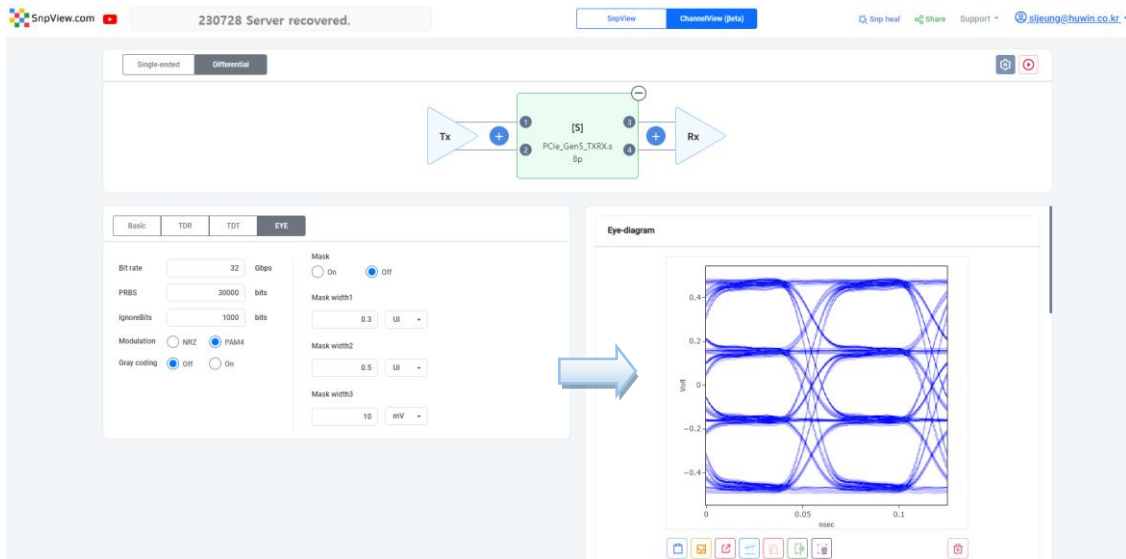 SnpView.com
230728 Server recovered.
SnpView
ChannelView (Beta)
Snp heal
Share
Support
sijeung@huwin.co.kr
Single-ended
Differential
Tx
+
1
2
[S]
PCIe_Gen5_TXRX.s
8p
3
4
+
Rx
Basic
TDR
TDT
EYE
Bit rate
32
Gbps
PRBS
30000
bits
IgnoreBits
1000
bits
Modulation
NRZ
PAM4
Gray coding
Off
On
Mask
On
Off
Mask width1
0.3
UI
Mask width2
0.5
UI
Mask width3
10
mV
Eye-diagram
Volt
0.4
0.2
0
−0.2
−0.4
0
0.05
0.1
nsec